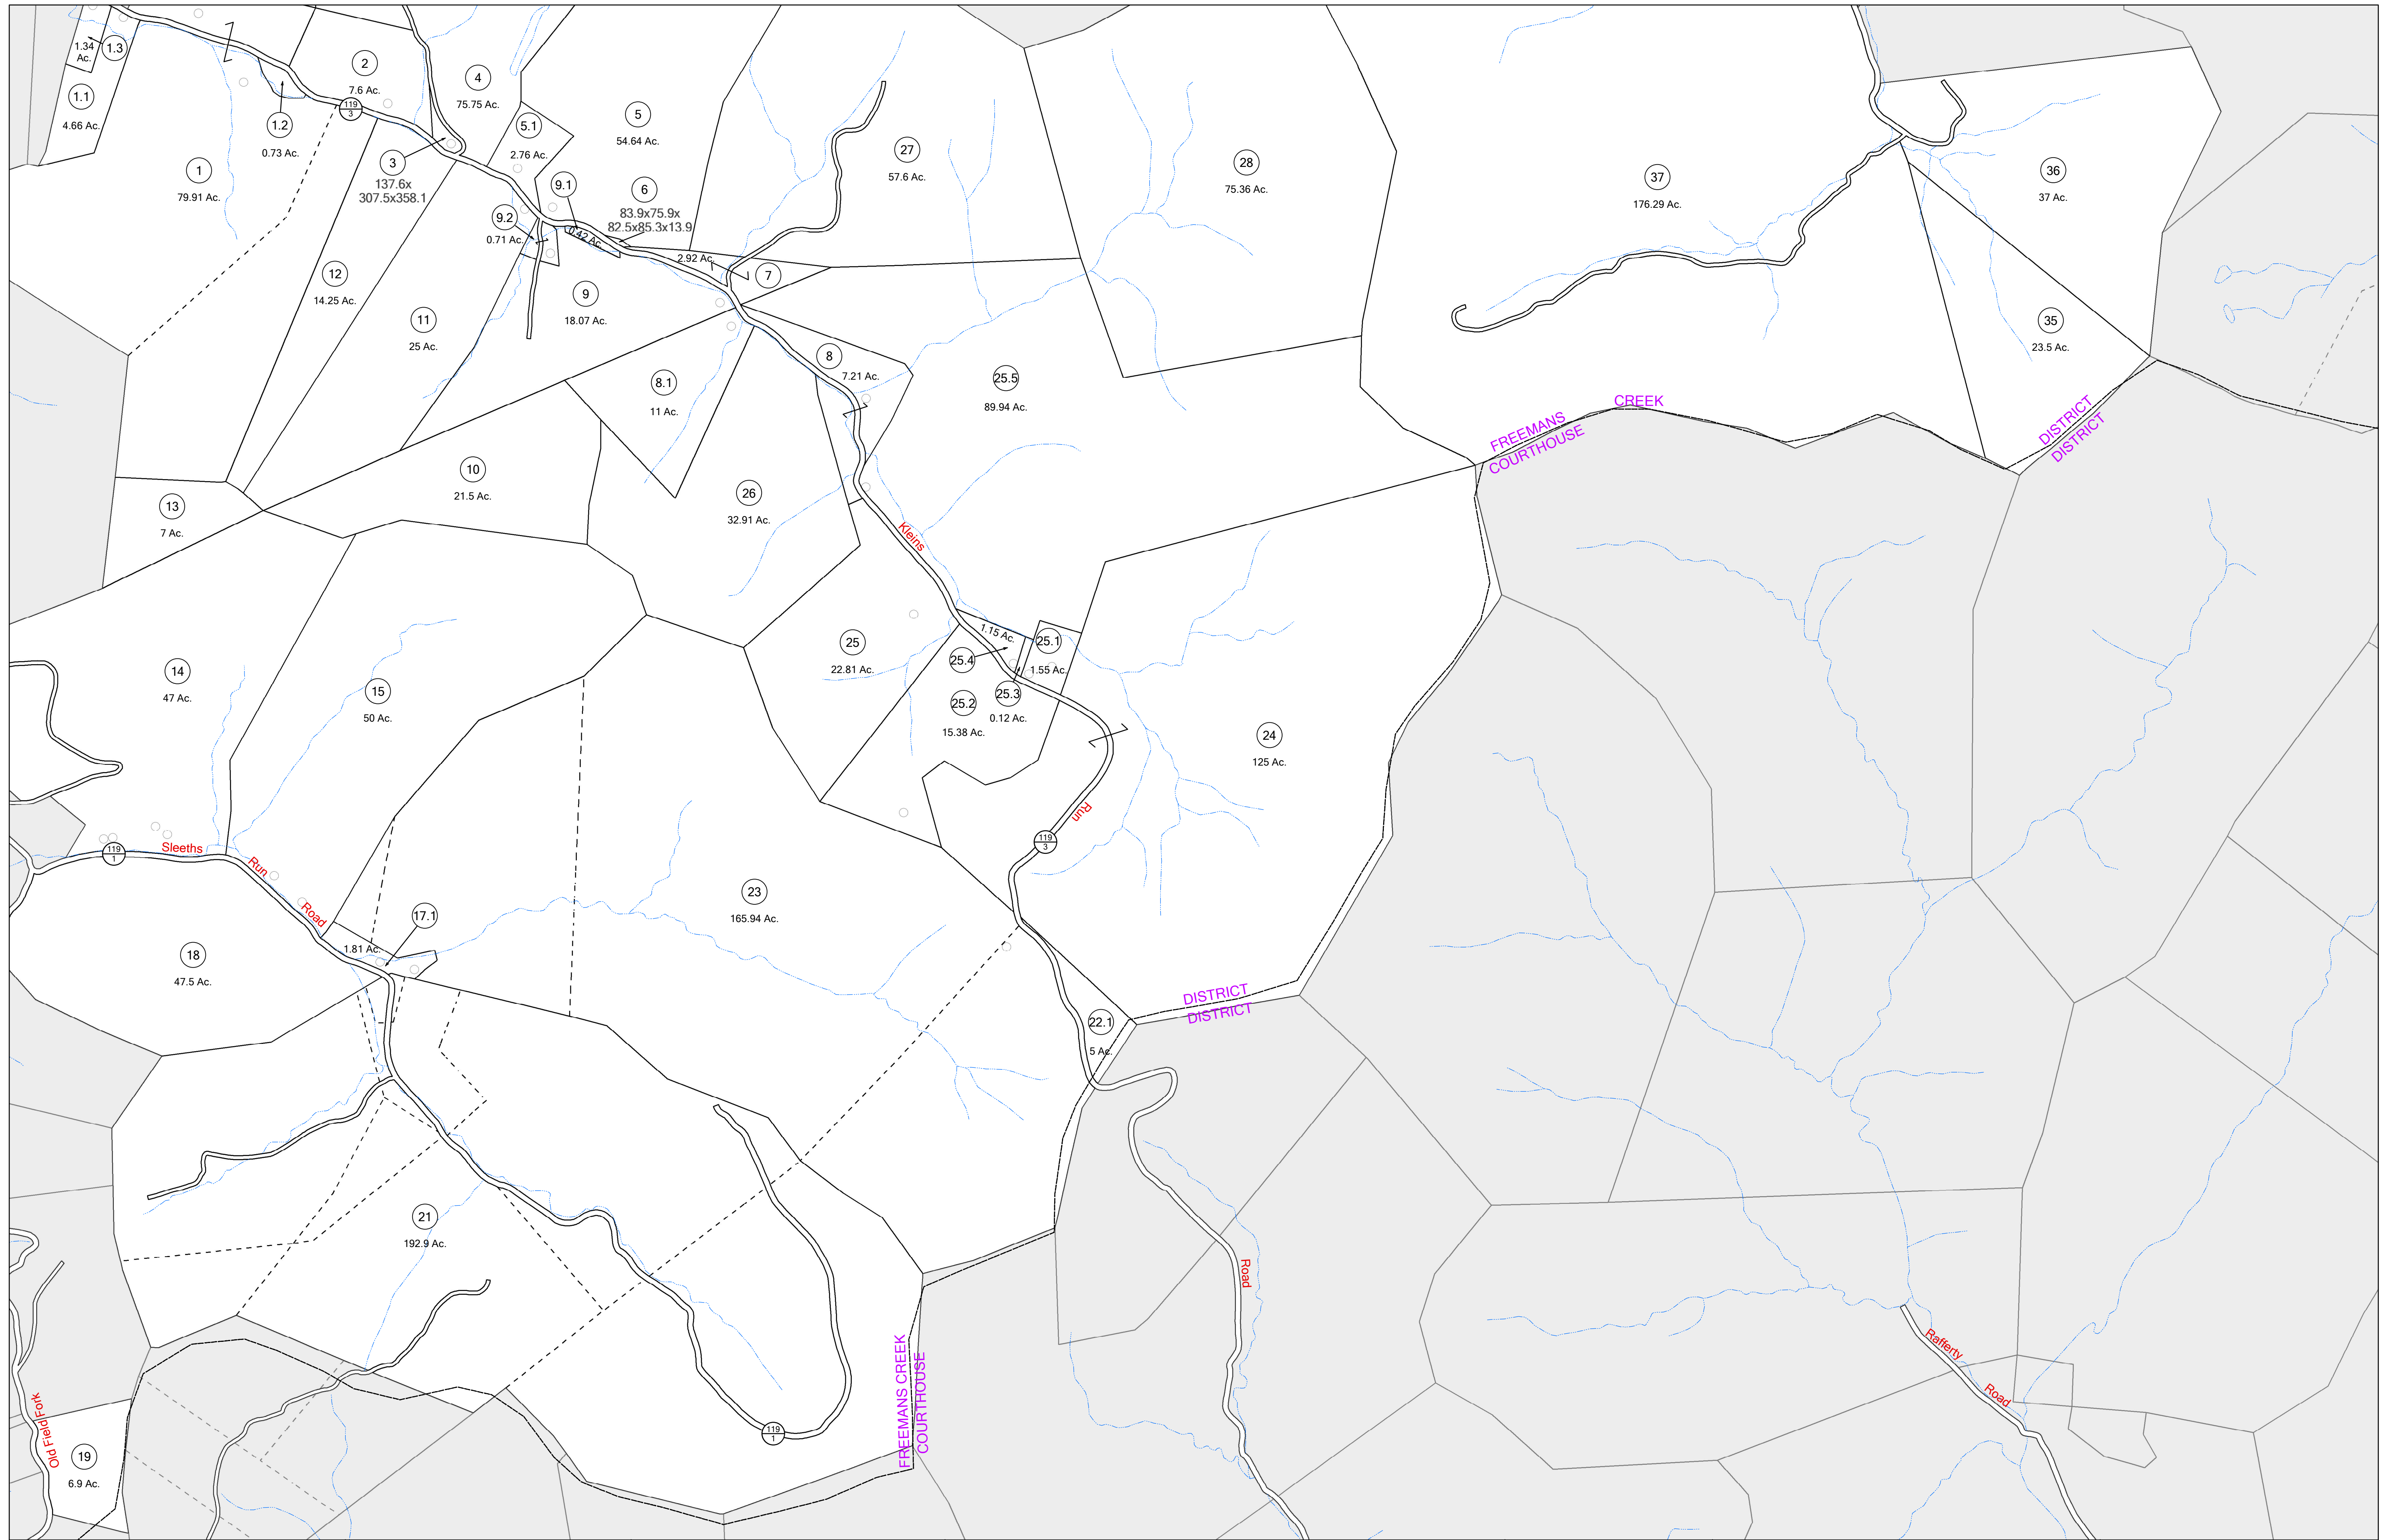 1.34
Ac.
1.3
1.1
4.66 Ac.
1
79.91 Ac.
1.2
0.73 Ac.
2
7.6 Ac.
119
3
3
137.6x
307.5x358.1
4
75.75 Ac.
5.1
2.76 Ac.
5
54.64 Ac.
9.1
0.42 Ac.
6
83.9x75.9x
82.5x85.3x13.9
9.2
0.71 Ac.
2.92 Ac.
7
27
57.6 Ac.
28
75.36 Ac.
37
176.29 Ac.
36
37 Ac.
35
23.5 Ac.
12
14.25 Ac.
11
25 Ac.
9
18.07 Ac.
8
7.21 Ac.
8.1
11 Ac.
25.5
89.94 Ac.
FREEMANS
CREEK
DISTRICT
COURTHOUSE
DISTRICT
10
21.5 Ac.
13
7 Ac.
26
32.91 Ac.
Kleins
14
47 Ac.
15
50 Ac.
25
22.81 Ac.
1.15 Ac.
25.4
25.1
1.55 Ac.
25.3
0.12 Ac.
25.2
15.38 Ac.
24
125 Ac.
Run
119
3
119
1
Sleeths
Run
Road
17.1
1.81 Ac.
18
47.5 Ac.
23
165.94 Ac.
22.1
5 Ac.
DISTRICT
DISTRICT
21
192.9 Ac.
Road
FREEMANS CREEK
COURTHOUSE
119
1
Old Field Fork
19
6.9 Ac.
Rafferty
Road